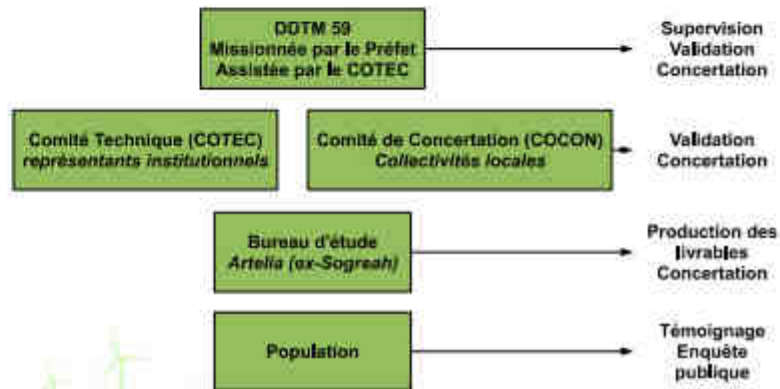 DDTM 59
Missionnée par le Préfet
Assistée par le COTEC
Supervision
Validation
Concertation
Comité Technique (COTEC)
représentants institutionnels
Comité de Concertation (COCON)
Collectivités locales
Validation
Concertation
Bureau d'étude
Artelia (ex-Sogreah)
Production des
livrables
Concertation
Population
Témoignage
Enquête
publique